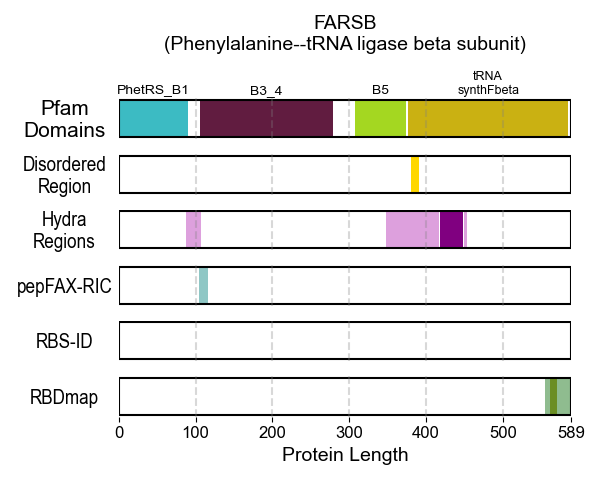 FARSB
(Phenylalanine--tRNA ligase beta subunit)
PhetRS_B1
B3_4
B5
tRNA
synthFbeta
Pfam
Domains
Disordered
Region
Hydra
Regions
pepFAX-RIC
RBS-ID
RBDmap
0 100 200 300 400 500 589
Protein Length